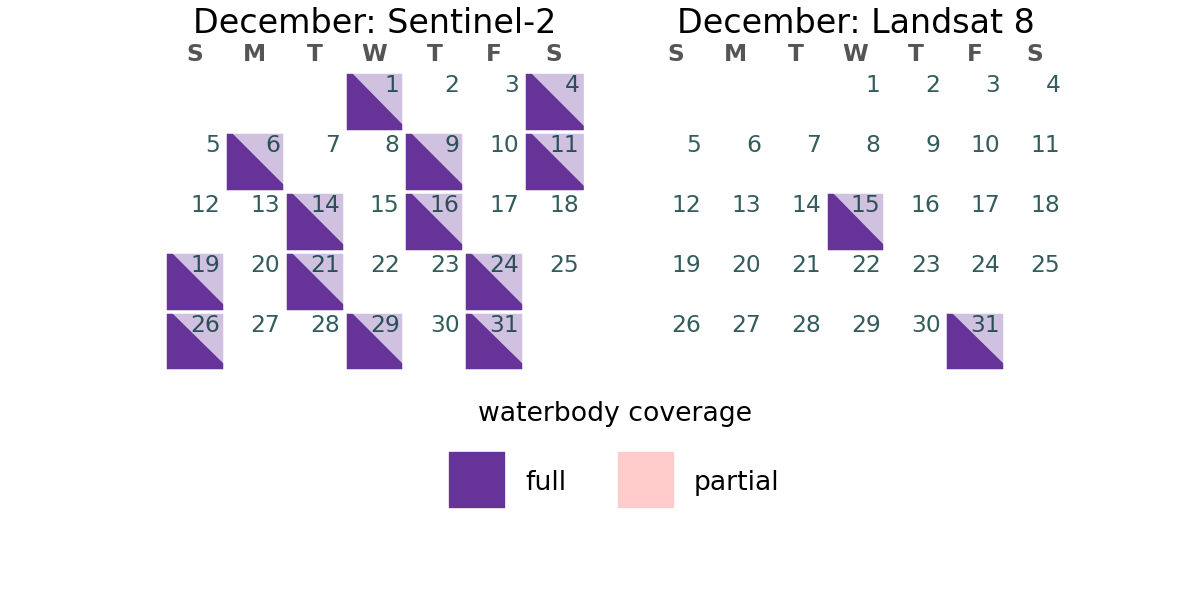 December: Sentinel-2
S M T W T F S
1 2 3 4
5 6 7 8 9 10 11
12 13 14 15 16 17 18
19 20 21 22 23 24 25
26 27 28 29 30 31
December: Landsat 8
S M T W T F S
1 2 3 4
5 6 7 8 9 10 11
12 13 14 15 16 17 18
19 20 21 22 23 24 25
26 27 28 29 30 31
waterbody coverage
full partial